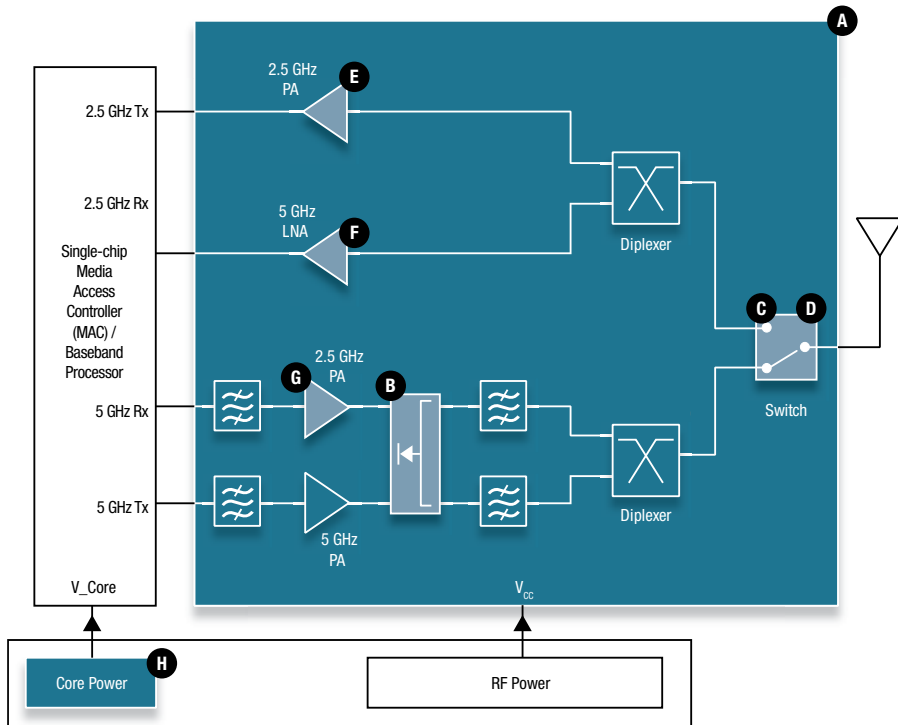 A
2.5 GHz
PA
E
2.5 GHz Tx
2.5 GHz Rx
5 GHz
LNA
F
Diplexer
Single-chip
Media
Access
Controller
(MAC) /
Baseband
Processor
C
D
Switch
2.5 GHz
PA
G
B
5 GHz Rx
5 GHz Tx
5 GHz
PA
Diplexer
V_Core
VCC
Core Power
H
RF Power